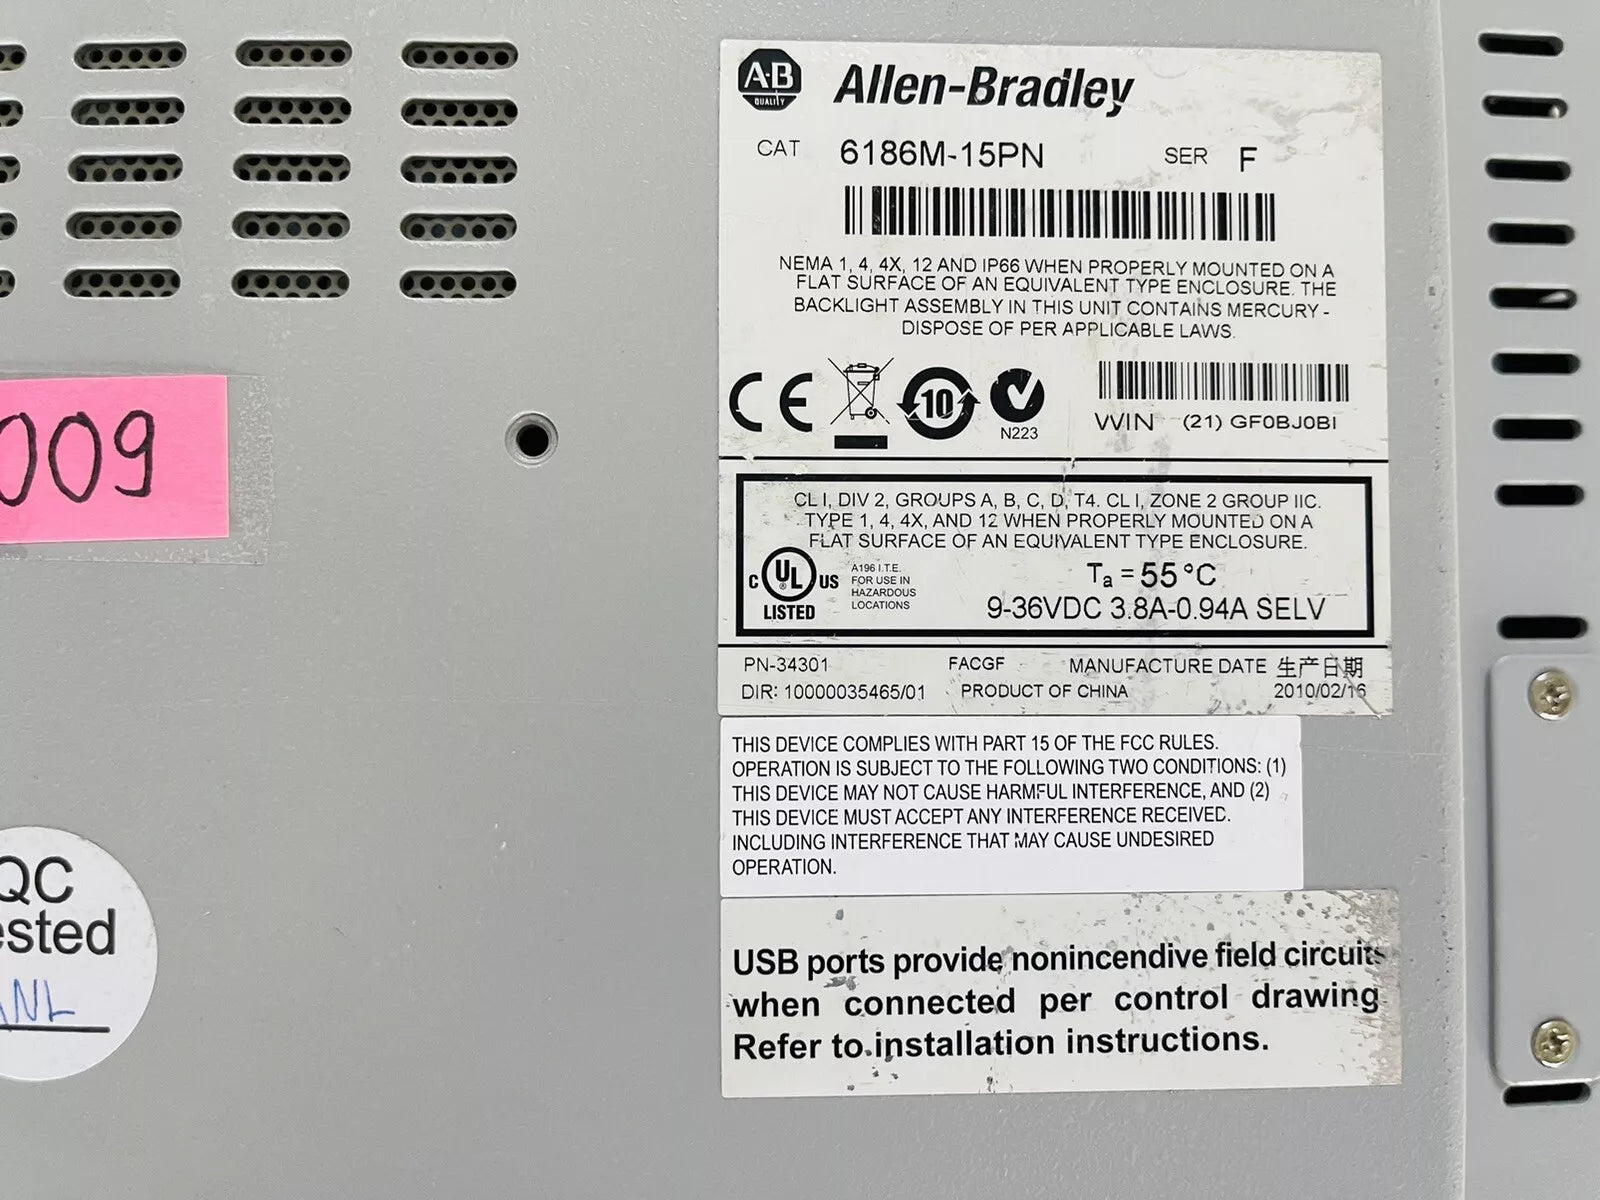 A·B
QUALITY
Allen-Bradley
CAT 6186M-15PN SER F
NEMA 1, 4, 4X, 12 AND IP66 WHEN PROPERLY MOUNTED ON A
FLAT SURFACE OF AN EQUIVALENT TYPE ENCLOSURE. THE
BACKLIGHT ASSEMBLY IN THIS UNIT CONTAINS MERCURY -
DISPOSE OF PER APPLICABLE LAWS.
CE 10 N223
WIN (21) GF0BJ0BI
CL I, DIV 2, GROUPS A, B, C, D, T4. CL I, ZONE 2 GROUP IIC.
TYPE 1, 4, 4X, AND 12 WHEN PROPERLY MOUNTED ON A
FLAT SURFACE OF AN EQUIVALENT TYPE ENCLOSURE.
C UL ® US
LISTED
A196 I.T.E.
FOR USE IN
HAZARDOUS
LOCATIONS
Ta = 55 °C
9-36VDC 3.8A-0.94A SELV
PN-34301 FACGF MANUFACTURE DATE 生产日期
DIR: 10000035465/01 PRODUCT OF CHINA 2010/02/16
THIS DEVICE COMPLIES WITH PART 15 OF THE FCC RULES.
OPERATION IS SUBJECT TO THE FOLLOWING TWO CONDITIONS: (1)
THIS DEVICE MAY NOT CAUSE HARMFUL INTERFERENCE, AND (2)
THIS DEVICE MUST ACCEPT ANY INTERFERENCE RECEIVED.
INCLUDING INTERFERENCE THAT MAY CAUSE UNDESIRED
OPERATION.
USB ports provide nonincendive field circuits
when connected per control drawing
Refer to installation instructions.
009
QC
ested